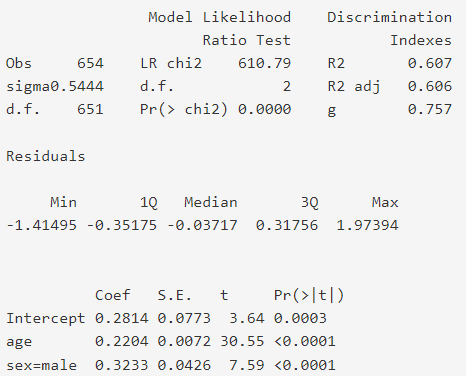 Model Likelihood Discrimination
Ratio Test Indexes
Obs 654 LR chi2 610.79 R2 0.607
sigma0.5444 d.f. 2 R2 adj 0.606
d.f. 651 Pr(> chi2) 0.0000 g 0.757
Residuals
Min 1Q Median 3Q Max
-1.41495 -0.35175 -0.03717 0.31756 1.97394
Coef S.E. t Pr(>|t|)
Intercept 0.2814 0.0773 3.64 0.0003
age 0.2204 0.0072 30.55 <0.0001
sex=male 0.3233 0.0426 7.59 <0.0001